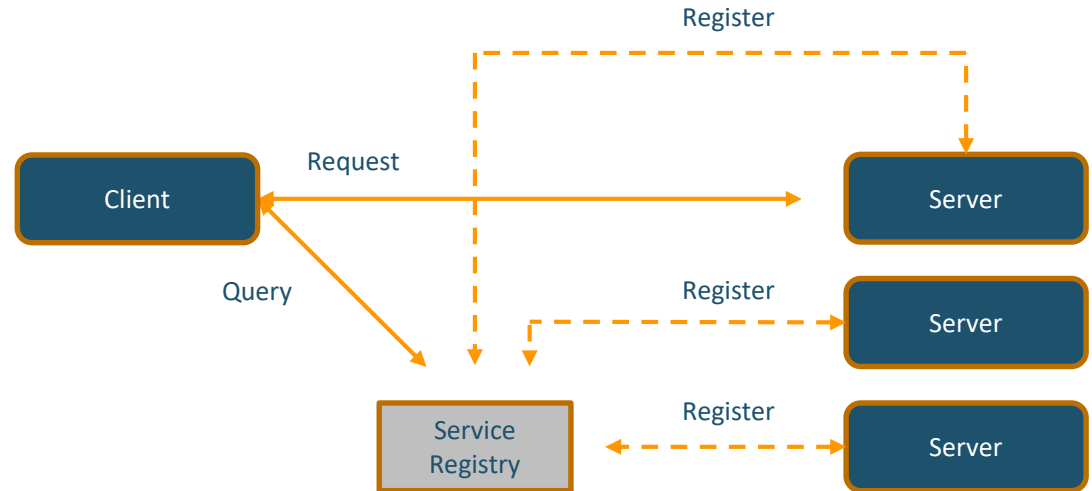 Register
Request
Client
Server
Query
Register
Server
Register
Service
Registry
Server